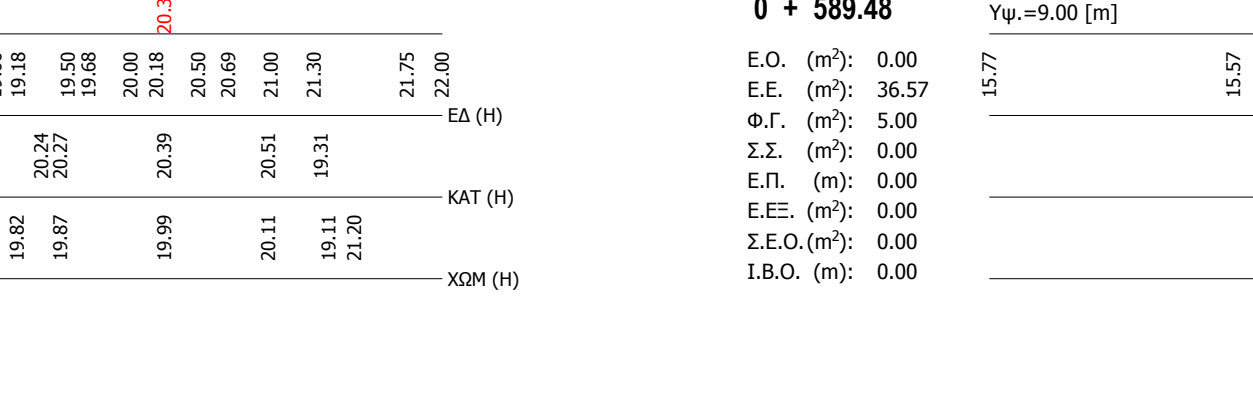 0 + 589.48
Υψ.=9.00 [m]
19.18 19.50 19.68 20.00 20.18 20.50 20.69 21.00 21.30 21.75 22.00
ΕΔ (Η)
20.24 20.27 20.39 20.51 19.31
ΚΑΤ (Η)
19.82 19.87 19.99 20.11 19.11 21.20
ΧΩΜ (Η)
Ε.Ο. (m²): 0.00
Ε.Ε. (m²): 36.57
Φ.Γ. (m²): 5.00
Σ.Σ. (m²): 0.00
Ε.Π. (m): 0.00
Ε.ΕΞ. (m²): 0.00
Σ.Ε.Ο. (m²): 0.00
Ι.Β.Ο. (m): 0.00
15.77 15.57